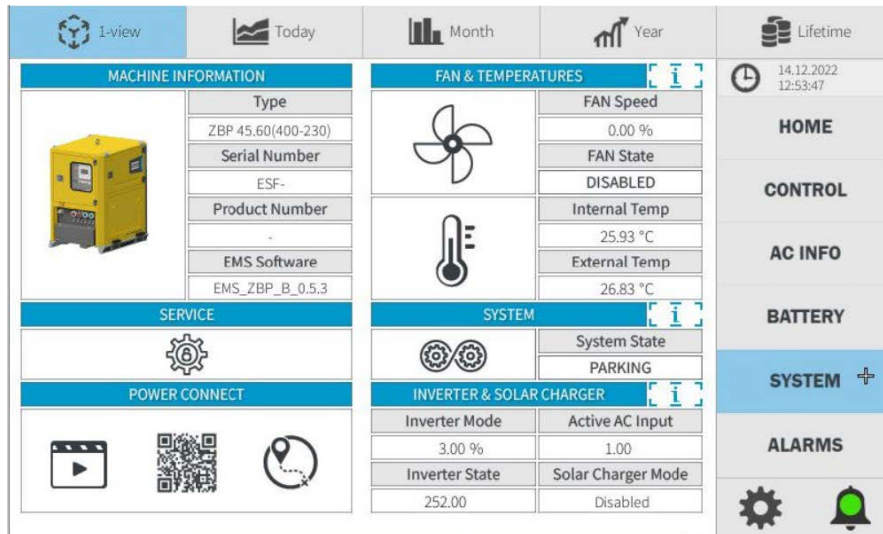 1-view
Today
Month
Year
Lifetime
14.12.2022
12:53:47
MACHINE INFORMATION
Type
ZBP 45.60(400-230)
Serial Number
ESF-
Product Number
-
EMS Software
EMS_ZBP_B_0.5.3
FAN & TEMPERATURES
i
FAN Speed
0.00 %
FAN State
DISABLED
Internal Temp
25.93 °C
External Temp
26.83 °C
SERVICE
SYSTEM
i
System State
PARKING
POWER CONNECT
INVERTER & SOLAR CHARGER
i
Inverter Mode
Active AC Input
3.00 %
1.00
Inverter State
Solar Charger Mode
252.00
Disabled
HOME
CONTROL
AC INFO
BATTERY
SYSTEM
ALARMS